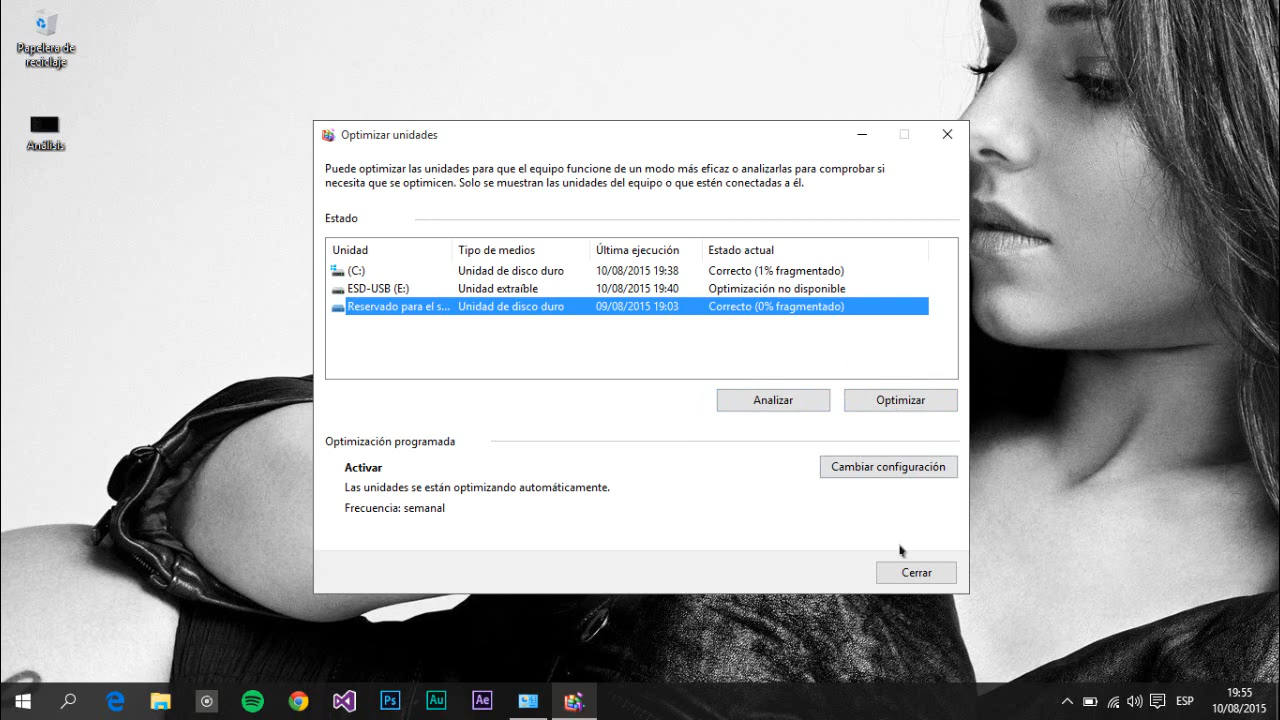 Papelera de
reciclaje
Análisis
Optimizar unidades
Puede optimizar las unidades para que el equipo funcione de un modo más eficaz o analizarlas para comprobar si
necesita que se optimicen. Solo se muestran las unidades del equipo o que estén conectadas a él.
Estado
Unidad Tipo de medios Última ejecución Estado actual
(C:) Unidad de disco duro 10/08/2015 19:38 Correcto (1% fragmentado)
ESD-USB (E:) Unidad extraíble 10/08/2015 19:40 Optimización no disponible
Reservado para el s... Unidad de disco duro 09/08/2015 19:03 Correcto (0% fragmentado)
Analizar Optimizar
Optimización programada
Activar
Cambiar configuración
Las unidades se están optimizando automáticamente.
Frecuencia: semanal
Cerrar
Ps Au Ae
ESP
19:55
10/08/2015